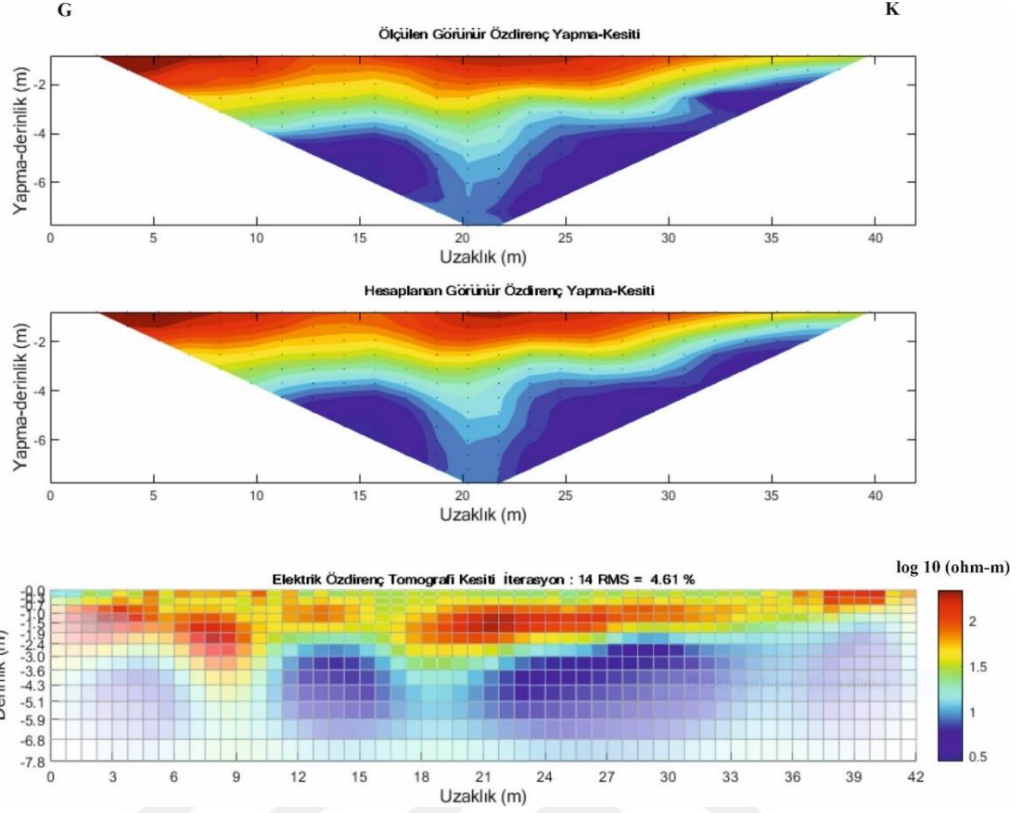 G K
Ölçülen Görünür Özdirenç Yapma-Kesiti
Yapma-derinlik (m)
-2
-4
-6
0 5 10 15 20 25 30 35 40
Uzaklık (m)
Hesaplanan Görünür Özdirenç Yapma-Kesiti
Yapma-derinlik (m)
-2
-4
-6
0 5 10 15 20 25 30 35 40
Uzaklık (m)
log 10 (ohm-m)
Elektrik Özdirenç Tomografi Kesiti İterasyon : 14 RMS = 4.61 %
Derinlik (m)
-0.0
-0.3
-0.7
-1.0
-1.5
-1.9
-2.4
-3.0
-3.6
-4.3
-5.1
-5.9
-6.8
-7.8
0 3 6 9 12 15 18 21 24 27 30 33 36 39 42
Uzaklık (m)
2
1.5
1
0.5